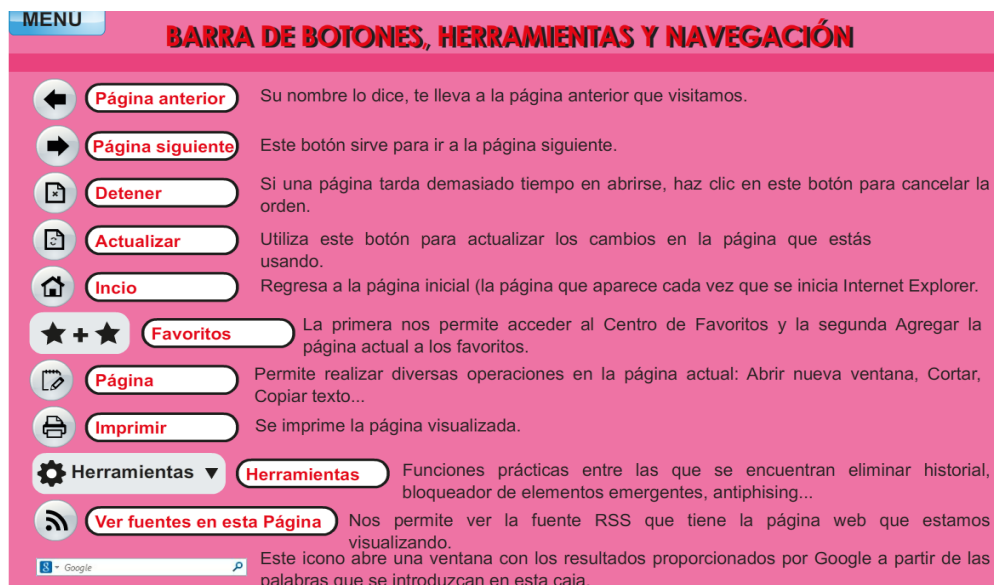 MENU
BARRA DE BOTONES, HERRAMIENTAS Y NAVEGACIÓN
Página anterior
Su nombre lo dice, te lleva a la página anterior que visitamos.
Página siguiente
Este botón sirve para ir a la página siguiente.
Detener
Si una página tarda demasiado tiempo en abrirse, haz clic en este botón para cancelar la
orden.
Actualizar
Utiliza este botón para actualizar los cambios en la página que estás
usando.
Incio
Regresa a la página inicial (la página que aparece cada vez que se inicia Internet Explorer.
Favoritos
La primera nos permite acceder al Centro de Favoritos y la segunda Agregar la
página actual a los favoritos.
Página
Permite realizar diversas operaciones en la página actual: Abrir nueva ventana, Cortar,
Copiar texto...
Imprimir
Se imprime la página visualizada.
Herramientas
Herramientas
Funciones prácticas entre las que se encuentran eliminar historial,
bloqueador de elementos emergentes, antiphising...
Ver fuentes en esta Página
Nos permite ver la fuente RSS que tiene la página web que estamos
visualizando.
8 Google
Este icono abre una ventana con los resultados proporcionados por Google a partir de las
palabras que se introduzcan en esta caja.